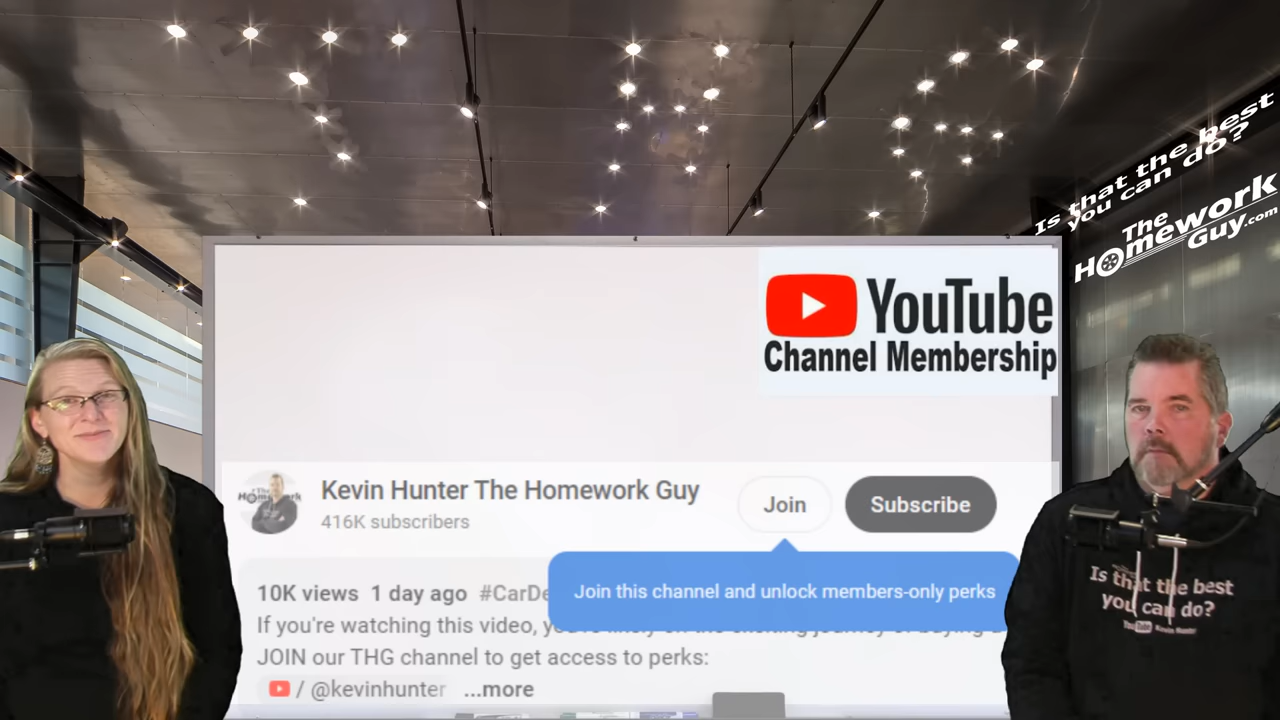 Is that the best
you can do?
The
Homework
Guy.com
YouTube
Channel Membership
Kevin Hunter The Homework Guy
416K subscribers
Join
Subscribe
10K views 1 day ago #CarDe
Join this channel and unlock members-only perks
If you're watching this video,
JOIN our THG channel to get access to perks:
/ @kevinhunter ...more
Is that the best
you can do?
YouTube Kevin Hunter